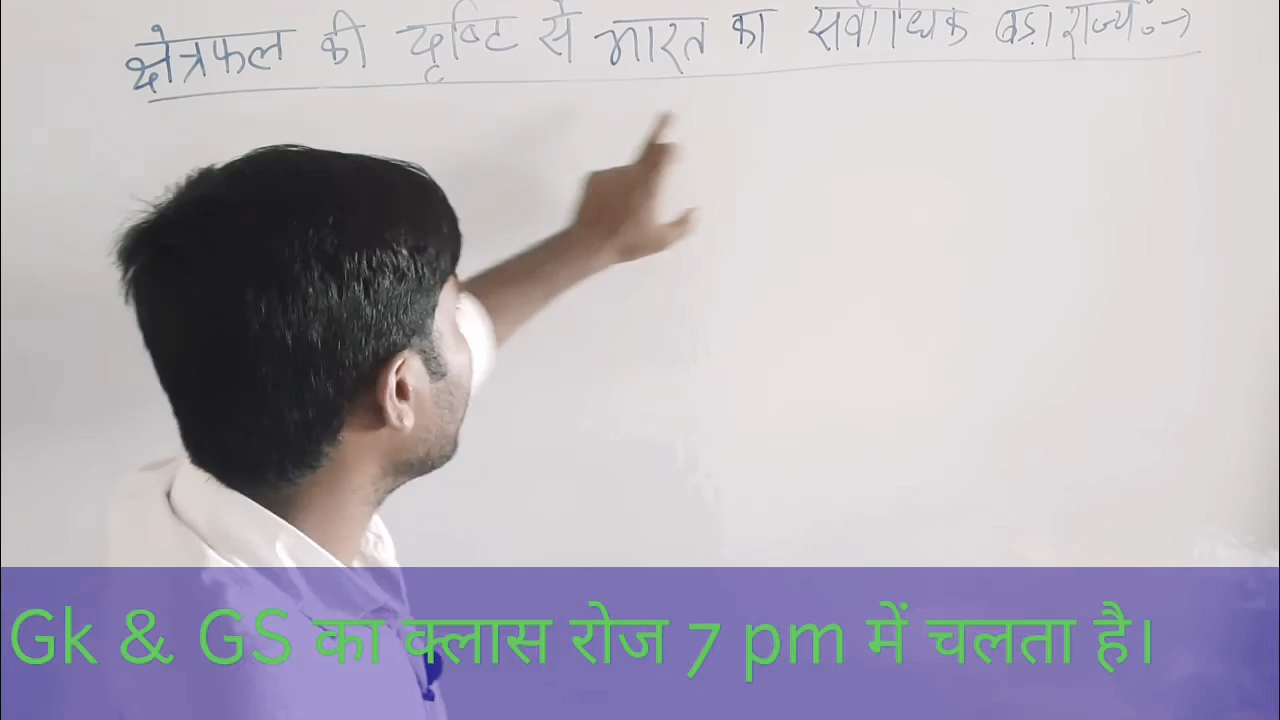 क्षेत्रफल की दृष्टि से भारत का सर्वाधिक बड़ा राज्य :->
Gk & GS का क्लास रोज 7 pm में चलता है।